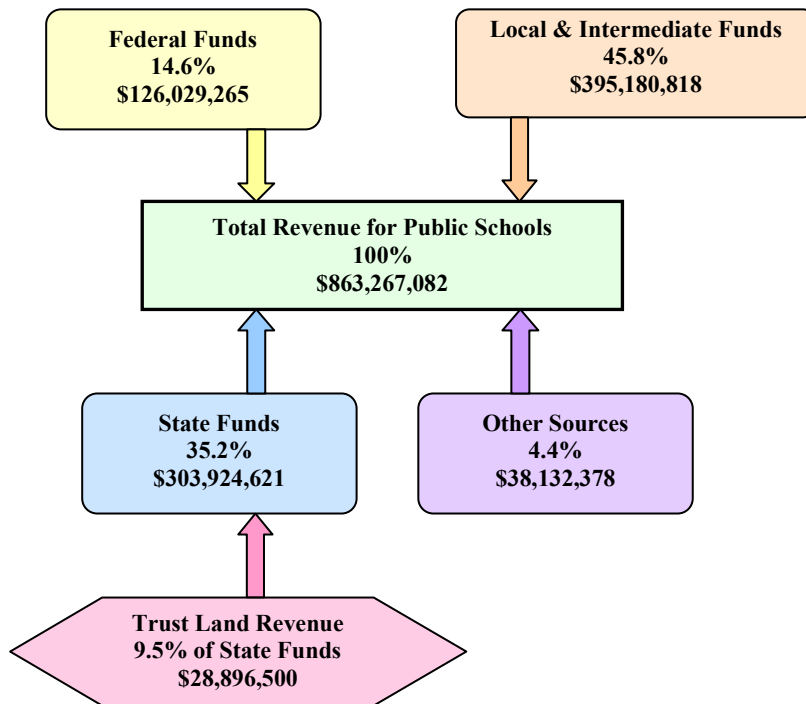 Federal Funds
14.6%
$126,029,265
Local & Intermediate Funds
45.8%
$395,180,818
Total Revenue for Public Schools
100%
$863,267,082
State Funds
35.2%
$303,924,621
Other Sources
4.4%
$38,132,378
Trust Land Revenue
9.5% of State Funds
$28,896,500